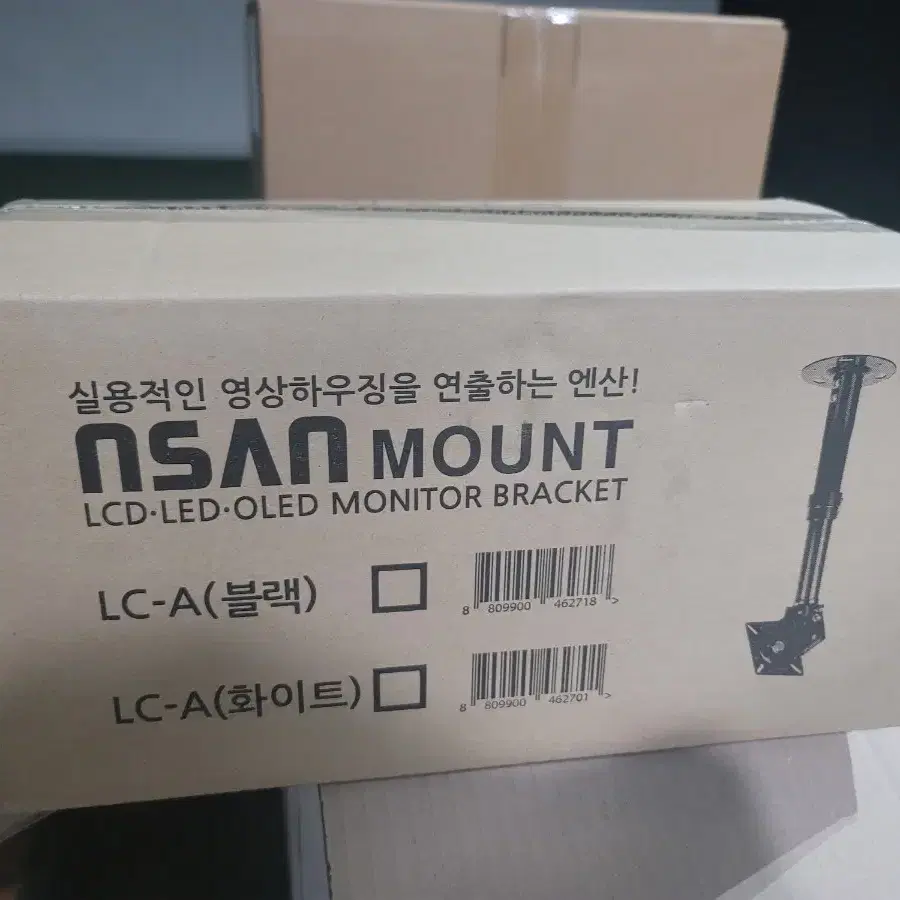 실용적인 영상하우징을 연출하는 엔산!
nSAN MOUNT
LCD·LED·OLED MONITOR BRACKET
LC-A(블랙)
8 809900 462718 >
LC-A(화이트)
8 809900 462701 >